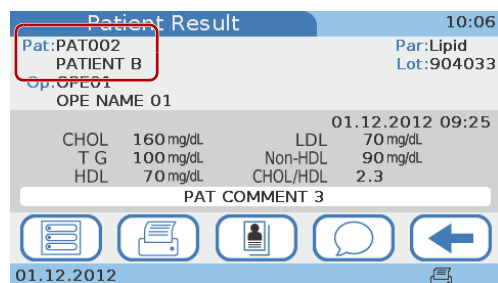 Patient Result 10:06
Pat:PAT002 Par:Lipid
PATIENT B Lot:904033
Op:OPE01
OPE NAME 01
01.12.2012 09:25
CHOL 160 mg/dL LDL 70 mg/dL
T G 100 mg/dL Non-HDL 90 mg/dL
HDL 70 mg/dL CHOL/HDL 2.3
PAT COMMENT 3
01.12.2012